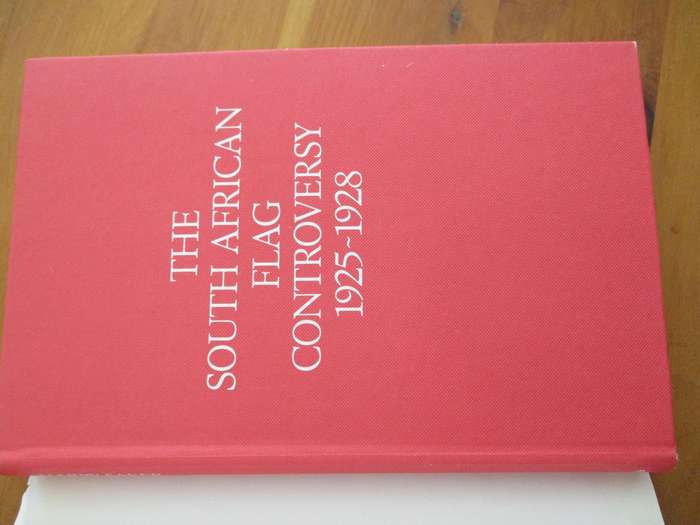 THE
SOUTH AFRICAN
FLAG
CONTROVERSY
1925~1928